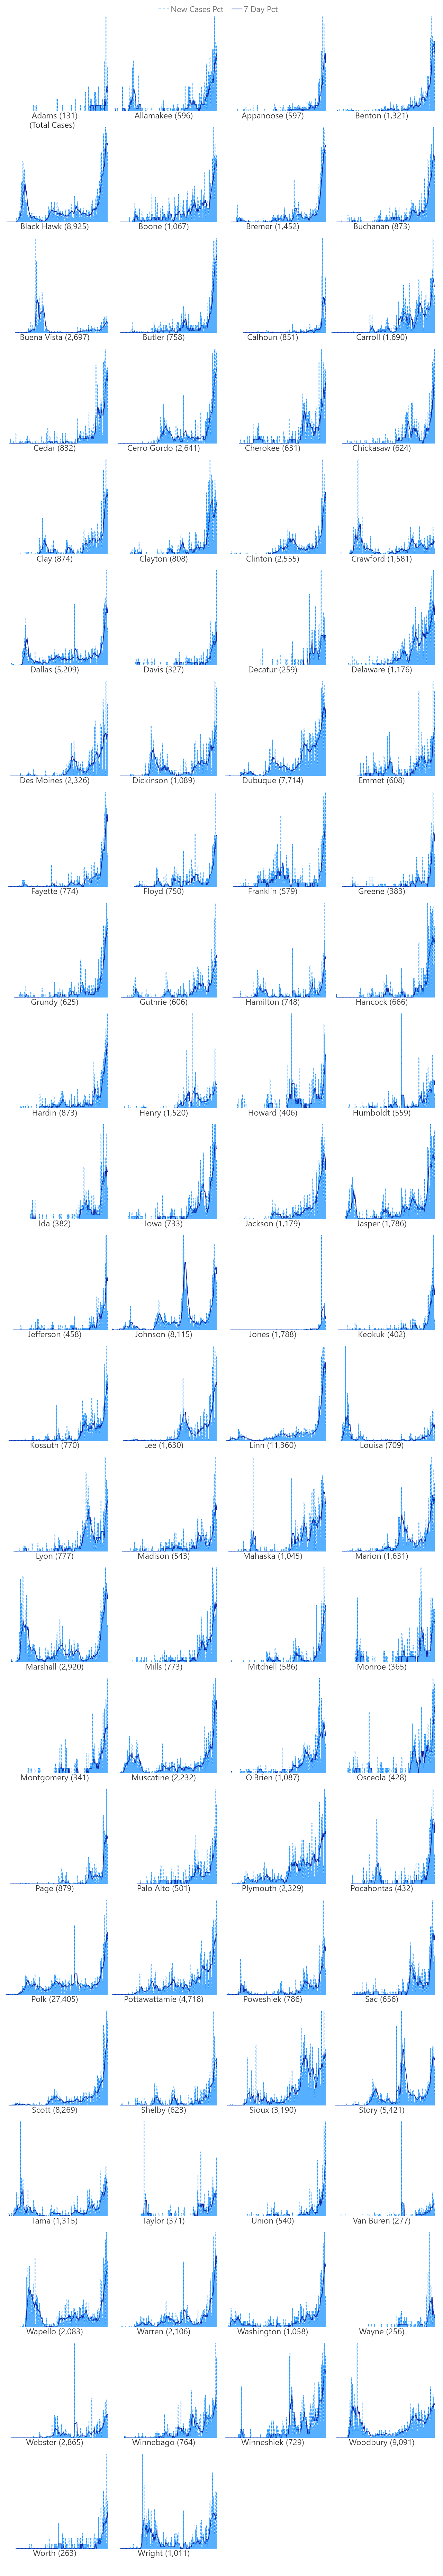 New Cases Pct 7 Day Pct
Adams (131) Allamakee (596) Appanoose (597) Benton (1,321)
(Total Cases)
Black Hawk (8,925) Boone (1,067) Bremer (1,452) Buchanan (873)
Buena Vista (2,697) Butler (758) Calhoun (851) Carroll (1,690)
Cedar (832) Cerro Gordo (2,641) Cherokee (631) Chickasaw (624)
Clay (874) Clayton (808) Clinton (2,555) Crawford (1,581)
Dallas (5,209) Davis (327) Decatur (259) Delaware (1,176)
Des Moines (2,326) Dickinson (1,089) Dubuque (7,714) Emmet (608)
Fayette (774) Floyd (750) Franklin (579) Greene (383)
Grundy (625) Guthrie (606) Hamilton (748) Hancock (666)
Hardin (873) Henry (1,520) Howard (406) Humboldt (559)
Ida (382) Iowa (733) Jackson (1,179) Jasper (1,786)
Jefferson (458) Johnson (8,115) Jones (1,788) Keokuk (402)
Kossuth (770) Lee (1,630) Linn (11,360) Louisa (709)
Lyon (777) Madison (543) Mahaska (1,045) Marion (1,631)
Marshall (2,920) Mills (773) Mitchell (586) Monroe (365)
Montgomery (341) Muscatine (2,232) O'Brien (1,087) Osceola (428)
Page (879) Palo Alto (501) Plymouth (2,329) Pocahontas (432)
Polk (27,405) Pottawattamie (4,718) Poweshiek (786) Sac (656)
Scott (8,269) Shelby (623) Sioux (3,190) Story (5,421)
Tama (1,315) Taylor (371) Union (540) Van Buren (277)
Wapello (2,083) Warren (2,106) Washington (1,058) Wayne (256)
Webster (2,865) Winnebago (764) Winneshiek (729) Woodbury (9,091)
Worth (263) Wright (1,011)